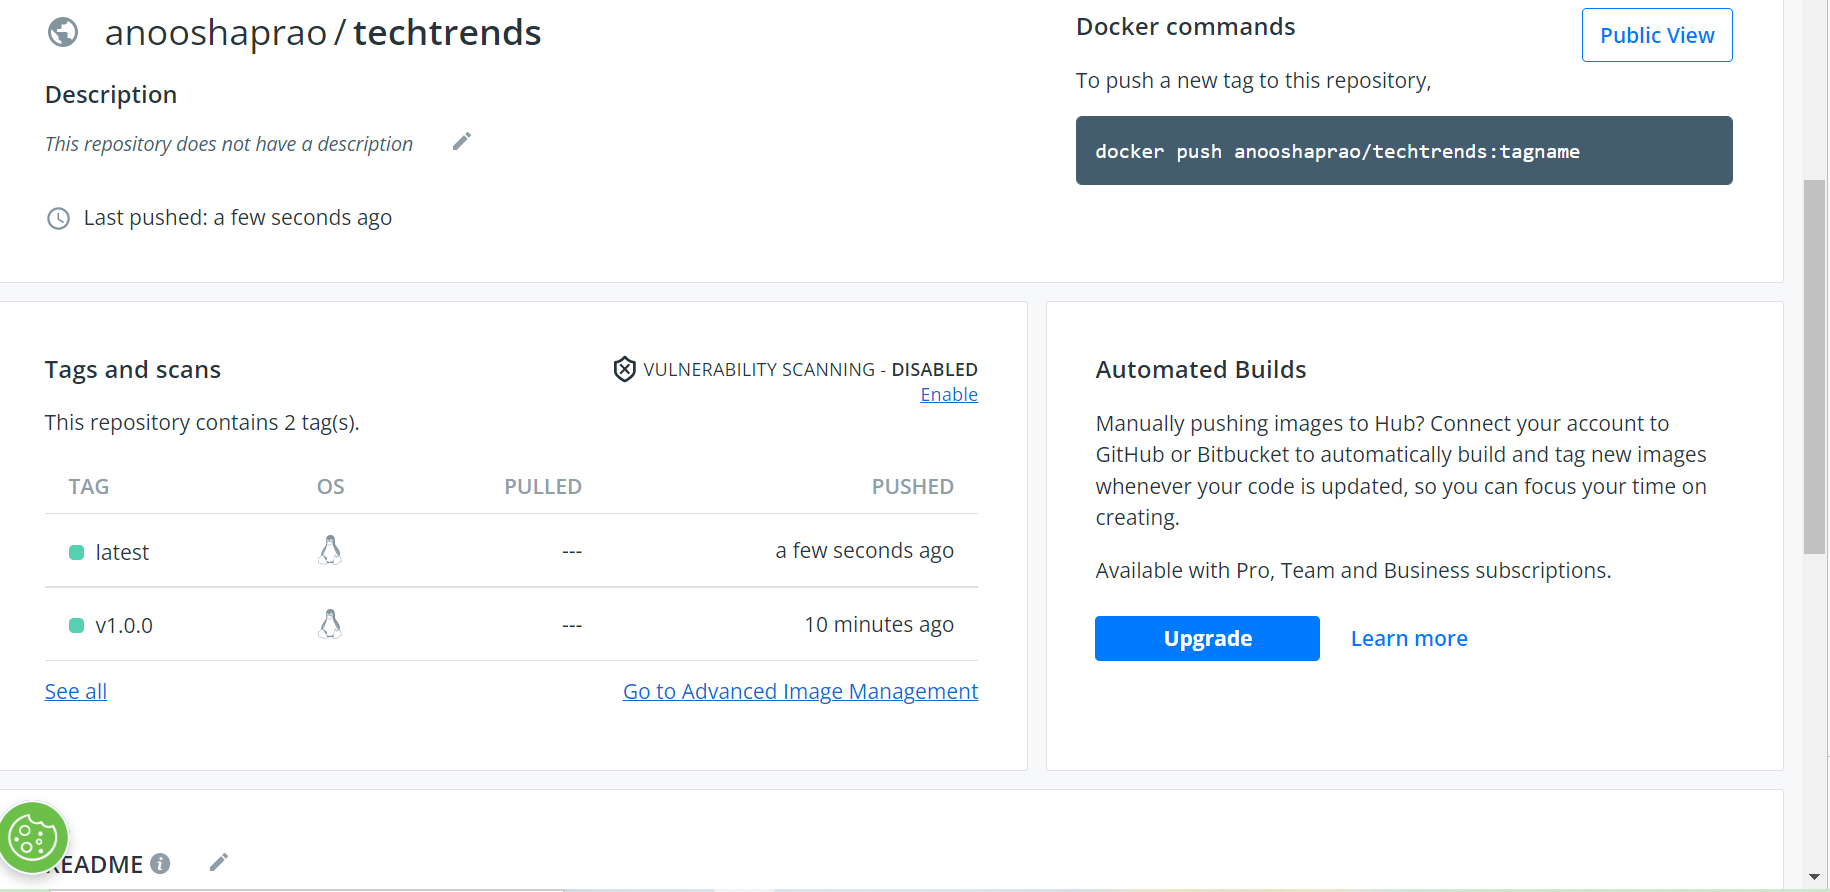 anooshaprao / techtrends
Description
This repository does not have a description
Last pushed: a few seconds ago
Docker commands
Public View
To push a new tag to this repository,
docker push anooshaprao/techtrends:tagname
Tags and scans
VULNERABILITY SCANNING - DISABLED
Enable
This repository contains 2 tag(s).
TAG OS PULLED PUSHED
latest --- a few seconds ago
v1.0.0 --- 10 minutes ago
See all
Go to Advanced Image Management
Automated Builds
Manually pushing images to Hub? Connect your account to
GitHub or Bitbucket to automatically build and tag new images
whenever your code is updated, so you can focus your time on
creating.
Available with Pro, Team and Business subscriptions.
Upgrade Learn more
README